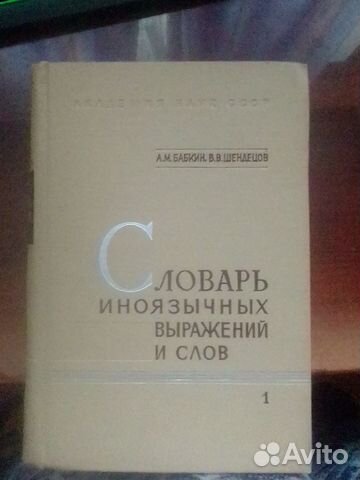 АКАДЕМИЯ НАУК СССР
А.М.БАБКИН, В.В.ШЕНДЕЦОВ
СЛОВАРЬ
ИНОЯЗЫЧНЫХ
ВЫРАЖЕНИЙ
И СЛОВ
1
Avito